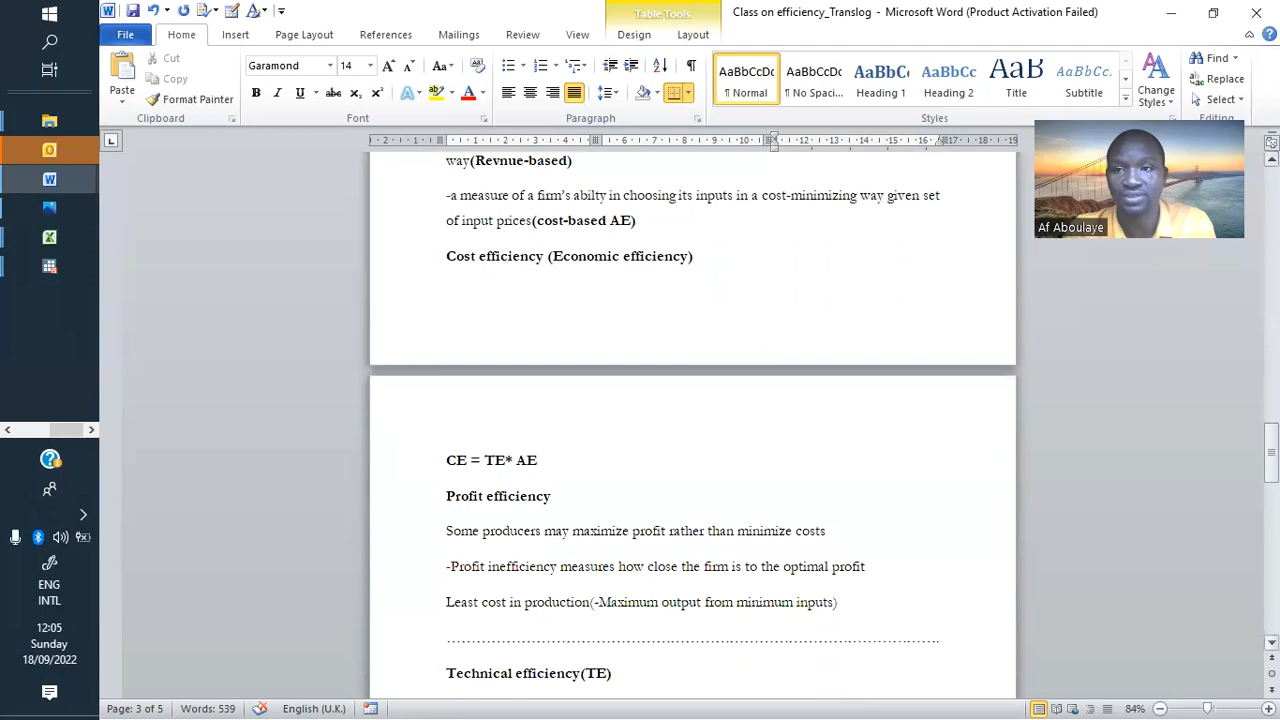 Table Tools
Class on efficiency_Translog - Microsoft Word (Product Activation Failed)
File Home Insert Page Layout References Mailings Review View Design Layout
Paste
Cut
Copy
Format Painter
Clipboard
Garamond 14
Font
Paragraph
AaBbCcDc AaBbCcDc AaBbCc AaBbCc AaB AaBbCc.
¶ Normal ¶ No Spaci... Heading 1 Heading 2 Title Subtitle
Change
Styles
Styles
Find
Replace
Select
Editing
way(Revnue-based)
-a measure of a firm's abilty in choosing its inputs in a cost-minimizing way given set
of input prices(cost-based AE)
Cost efficiency (Economic efficiency)
Af Aboulaye
CE = TE* AE
Profit efficiency
Some producers may maximize profit rather than minimize costs
-Profit inefficiency measures how close the firm is to the optimal profit
Least cost in production(-Maximum output from minimum inputs)
Technical efficiency(TE)
ENG
INTL
12:05
Sunday
18/09/2022
Page: 3 of 5 Words: 539 English (U.K.) 84%